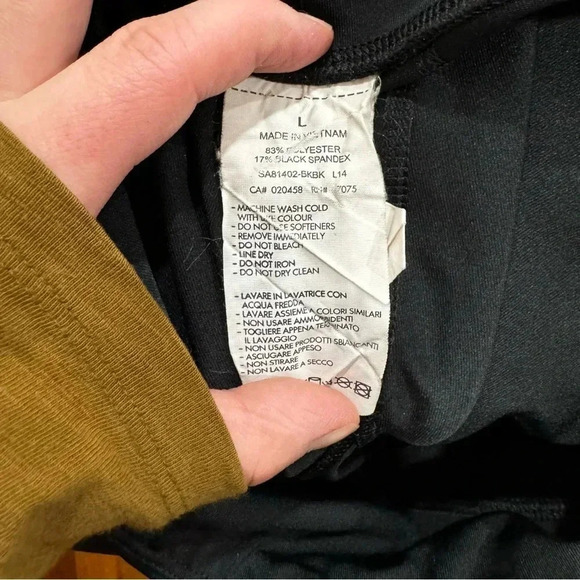 L
MADE IN VIETNAM
83% POLYESTER
17% BLACK SPANDEX
SA81402-BKBK L14
CA# 020458 7075
- MACHINE WASH COLD
WITH LIKE COLOUR
- DO NOT USE SOFTENERS
- REMOVE IMMEDIATELY
- DO NOT BLEACH
- LINE DRY
- DO NOT IRON
- DO NOT DRY CLEAN
- LAVARE IN LAVATRICE CON
ACQUA FREDDA
- LAVARE ASSIEME A COLORI SIMILARI
- NON USARE AMMORBIDENTI
- TOGLIERE APPENA TERMINATO
IL LAVAGGIO
- NON USARE PRODOTTI SBIANCANTI
- ASCIUGARE APPESO
- NON STIRARE
- NON LAVARE A SECCO